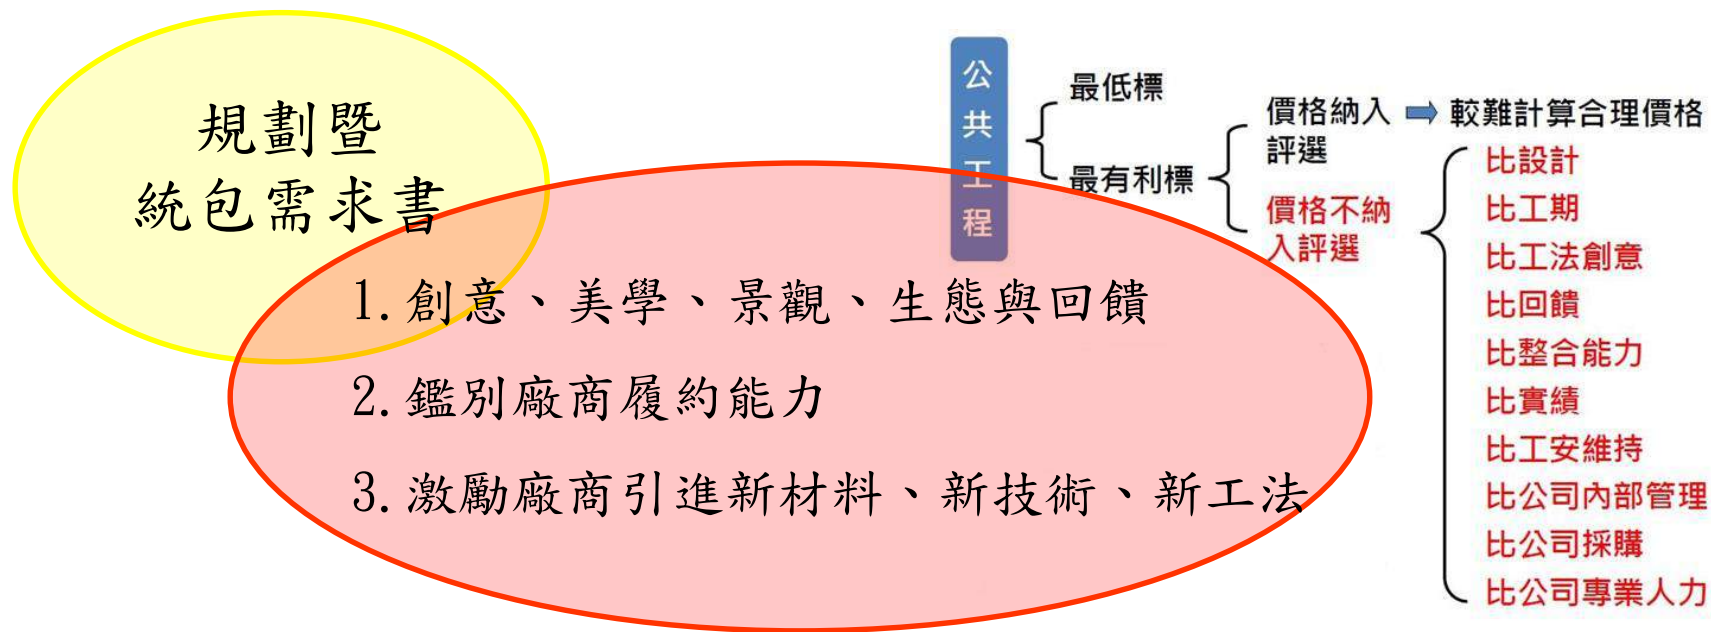 規劃暨
統包需求書
1.創意、美學、景觀、生態與回饋
2.鑑別廠商履約能力
3.激勵廠商引進新材料、新技術、新工法
公共工程
最低標
最有利標
價格納入
評選
較難計算合理價格
價格不納
入評選
比設計
比工期
比工法創意
比回饋
比整合能力
比實績
比工安維持
比公司內部管理
比公司採購
比公司專業人力